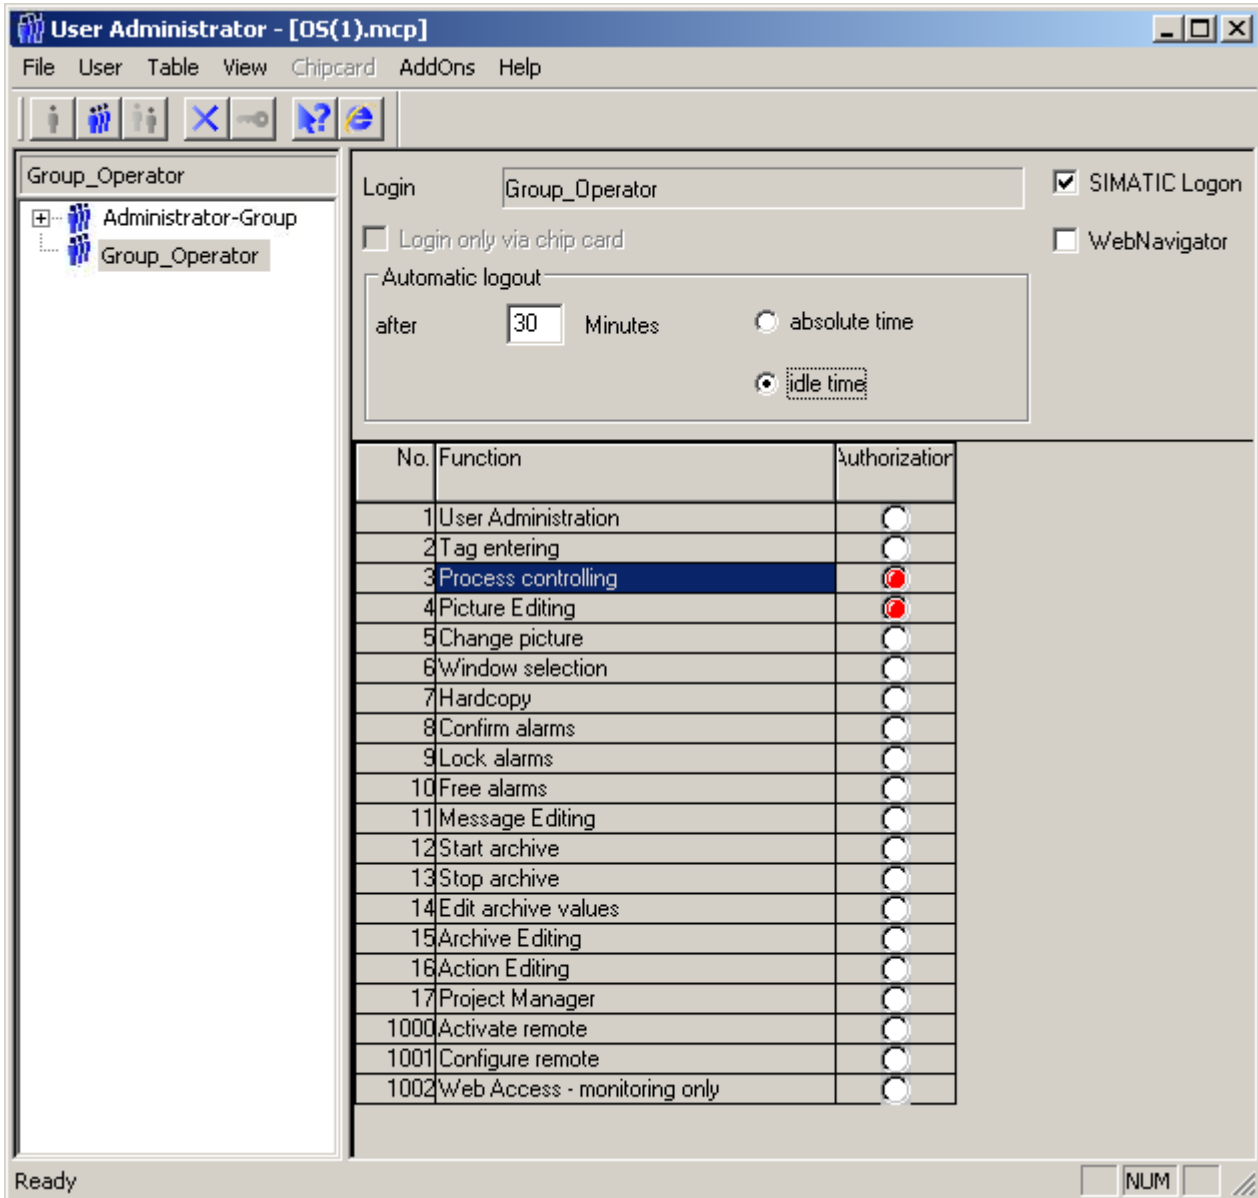 User Administrator - [OS(1).mcp]
File User Table View Chipcard AddOns Help
Group_Operator
Administrator-Group
Group_Operator
Login Group_Operator
SIMATIC Logon
Login only via chip card
WebNavigator
Automatic logout
after 30 Minutes
absolute time
idle time
No. Function Authorization
1 User Administration
2 Tag entering
3 Process controlling
4 Picture Editing
5 Change picture
6 Window selection
7 Hardcopy
8 Confirm alarms
9 Lock alarms
10 Free alarms
11 Message Editing
12 Start archive
13 Stop archive
14 Edit archive values
15 Archive Editing
16 Action Editing
17 Project Manager
1000 Activate remote
1001 Configure remote
1002 Web Access - monitoring only
Ready NUM